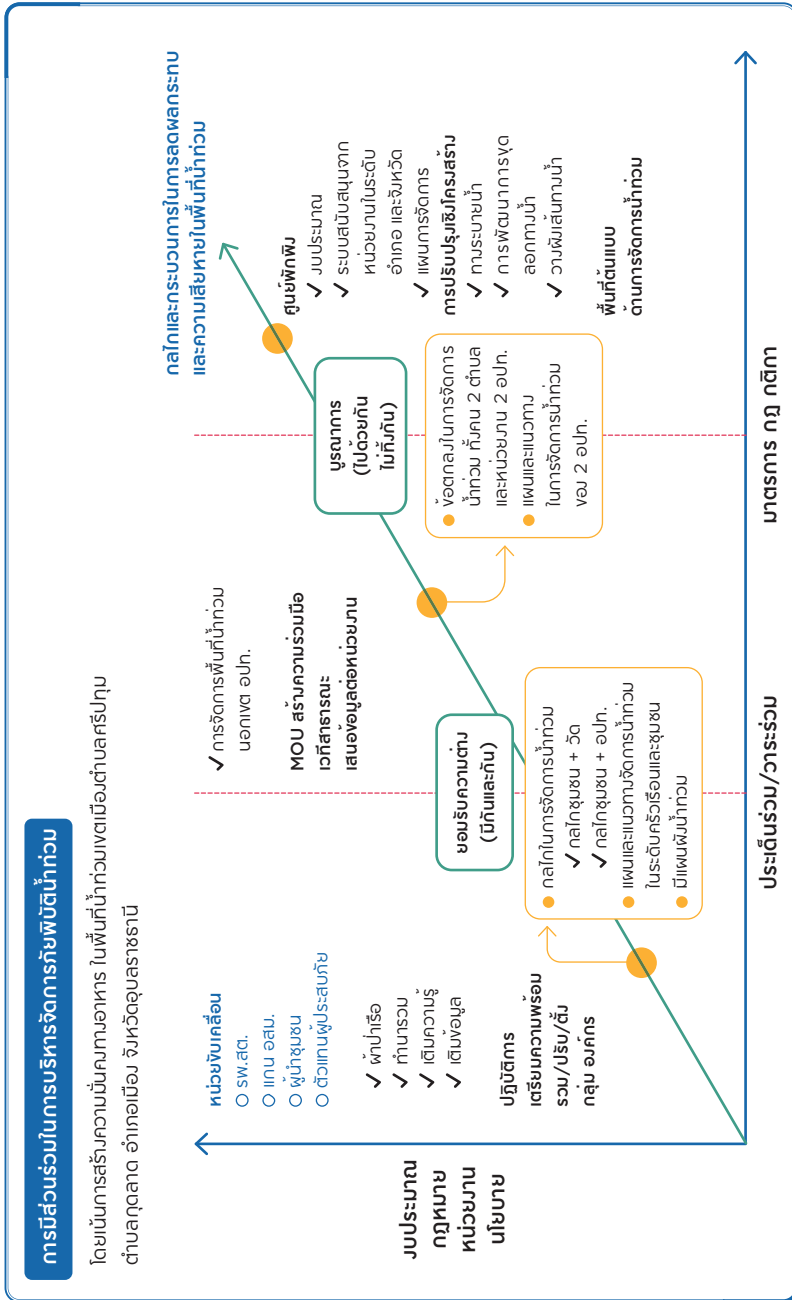 การมีส่วนร่วมในการบริหารจัดการภัยพิบัติน้ำท่วม
โดยเน้นการสร้างความมั่นคงทางอาหาร ในพื้นที่น้ำท่วมเขตเมืองตำบลศรีปทุม
ตำบลกุดลาด อำเภอเมือง จังหวัดอุบลราชธานี
งบประมาณ
กฎหมาย
หน่วยงาน
นโยบาย
หน่วยขับเคลื่อน
รพ.สต.
แกน อสม.
ผู้นำชุมชน
ตัวแทนผู้ประสบภัย
✓ ผ้าป่าเรือ
✓ ทำนารวม
✓ เติมความรู้
✓ เติมข้อมูล
ปฏิบัติการ
เตรียมความพร้อม
รวม/ปรับ/ตั้ง
กลุ่ม องค์กร
ยอมรับความต่าง
(มีกันและกัน)
กลไกในการจัดการน้ำท่วม
✓ กลไกชุมชน + วัด
✓ กลไกชุมชน + อปท.
แผนและแนวทางจัดการน้ำท่วม
ในระดับครัวเรือนและชุมชน
มีแผนผังน้ำท่วม
ประเด็นร่วม/วาระร่วม
✓ การจัดการพื้นที่น้ำท่วม
นอกเขต อปท.
MOU สร้างความร่วมมือ
เวทีสาธารณะ
เสนอข้อมูลต่อหน่วยงาน
บูรณาการ
(ไปด้วยกัน
ไม่ทิ้งกัน)
ข้อตกลงในการจัดการ
น้ำท่วม ทั้งคน 2 ตำบล
และหน่วยงาน 2 อปท.
แผนและแนวทาง
ในการจัดการน้ำท่วม
ของ 2 อปท.
มาตรการ กฎ กติกา
กลไกและกระบวนการในการลดผลกระทบ
และความเสียหายในพื้นที่น้ำท่วม
ศูนย์พักพิง
✓ งบประมาณ
✓ ระบบสนับสนุนจาก
หน่วยงานในระดับ
อำเภอ และจังหวัด
✓ แผนการจัดการ
การปรับปรุงเชิงโครงสร้าง
✓ ทางระบายน้ำ
✓ การพัฒนาการขุด
ลอกทางน้ำ
✓ วางผังเส้นทางน้ำ
พื้นที่ต้นแบบ
ด้านการจัดการน้ำท่วม